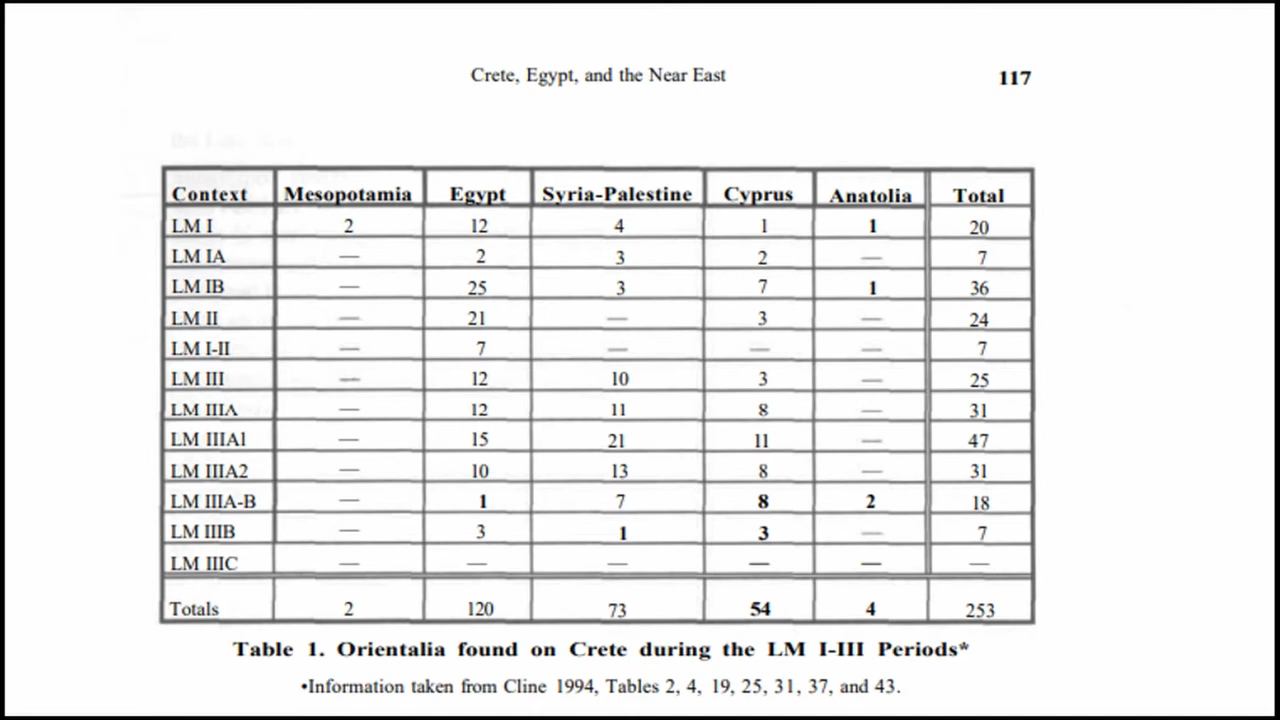 Crete, Egypt, and the Near East 117
Context Mesopotamia Egypt Syria-Palestine Cyprus Anatolia Total
LM I 2 12 4 1 1 20
LM IA — 2 3 2 — 7
LM IB — 25 3 7 1 36
LM II — 21 — 3 — 24
LM I-II — 7 — — — 7
LM III — 12 10 3 — 25
LM IIIA — 12 11 8 — 31
LM IIIA1 — 15 21 11 — 47
LM IIIA2 — 10 13 8 — 31
LM IIIA-B — 1 7 8 2 18
LM IIIB — 3 1 3 — 7
LM IIIC — — — — — —
Totals 2 120 73 54 4 253
Table 1. Orientalia found on Crete during the LM I-III Periods*
•Information taken from Cline 1994, Tables 2, 4, 19, 25, 31, 37, and 43.